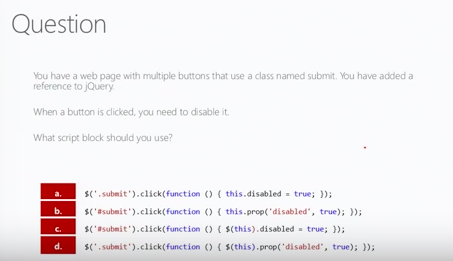 Question
You have a web page with multiple buttons that use a class named submit. You have added a
reference to jQuery.
When a button is clicked, you need to disable it.
What script block should you use?
a. $('.submit').click(function () { this.disabled = true; });
b. $('#submit').click(function () { this.prop('disabled', true); });
c. $('#submit').click(function () { $(this).disabled = true; });
d. $('.submit').click(function () { $(this).prop('disabled', true); });